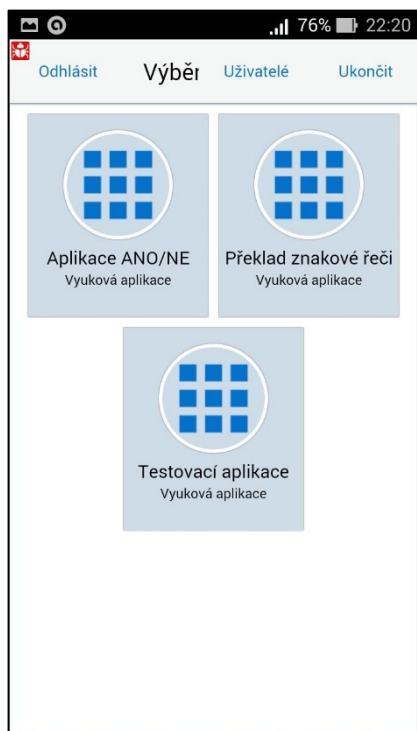 76% 22:20
Odhlásit Výběr Uživatelé Ukončit
Aplikace ANO/NE
Vyuková aplikace
Překlad znakové řeči
Vyuková aplikace
Testovací aplikace
Vyuková aplikace